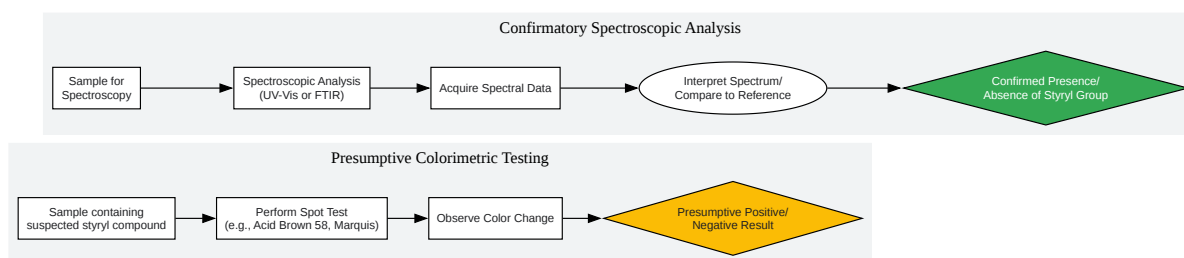 Confirmatory Spectroscopic Analysis
Sample for
Spectroscopy
Spectroscopic Analysis
(UV-Vis or FTIR)
Acquire Spectral Data
Interpret Spectrum/
Compare to Reference
Confirmed Presence/
Absence of Styryl Group
Presumptive Colorimetric Testing
Sample containing
suspected styryl compound
Perform Spot Test
(e.g., Acid Brown 58, Marquis)
Observe Color Change
Presumptive Positive/
Negative Result